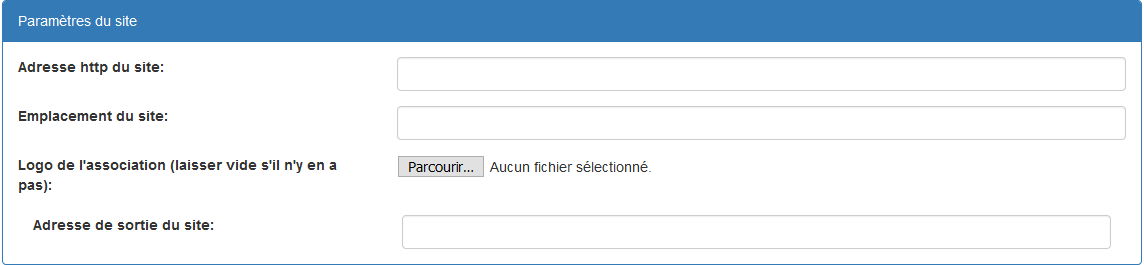 Paramètres du site
Adresse http du site:
Emplacement du site:
Logo de l'association (laisser vide s'il n'y en a
pas):
Parcourir... Aucun fichier sélectionné.
Adresse de sortie du site: